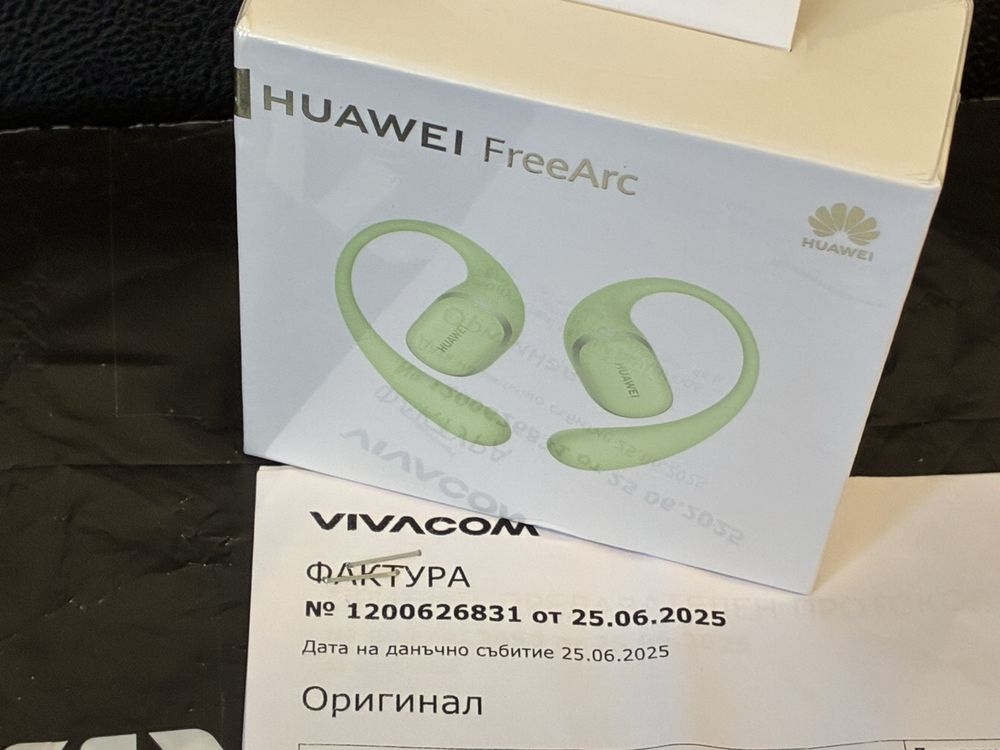 HUAWEI FreeArc
HUAWEI
HUAWEI
HUAWEI
VIVACOM
ФАКТУРА
№ 1200626831 от 25.06.2025
Дата на данъчно събитие 25.06.2025
Оригинал